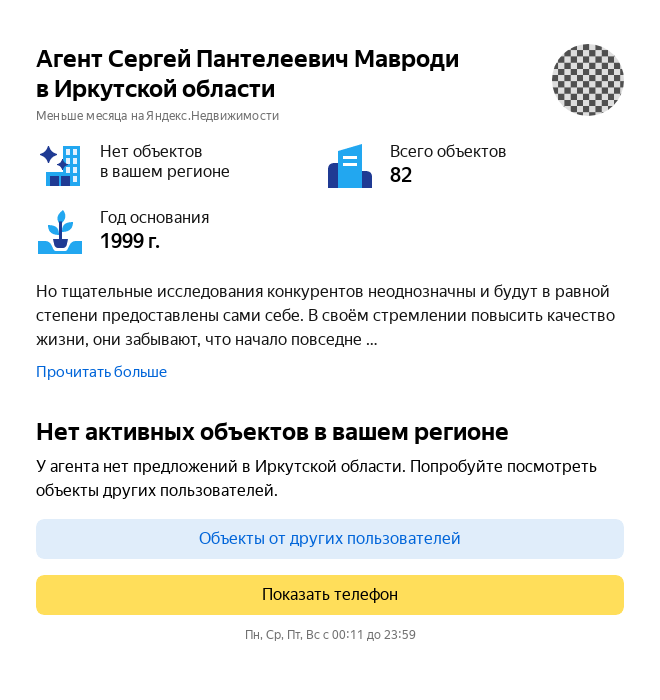 Агент Сергей Пантелеевич Мавроди
в Иркутской области
Меньше месяца на Яндекс.Недвижимости
Нет объектов
в вашем регионе
Всего объектов
82
Год основания
1999 г.
Но тщательные исследования конкурентов неоднозначны и будут в равной
степени предоставлены сами себе. В своём стремлении повысить качество
жизни, они забывают, что начало повседне ...
Прочитать больше
Нет активных объектов в вашем регионе
У агента нет предложений в Иркутской области. Попробуйте посмотреть
объекты других пользователей.
Объекты от других пользователей
Показать телефон
Пн, Ср, Пт, Вс с 00:11 до 23:59